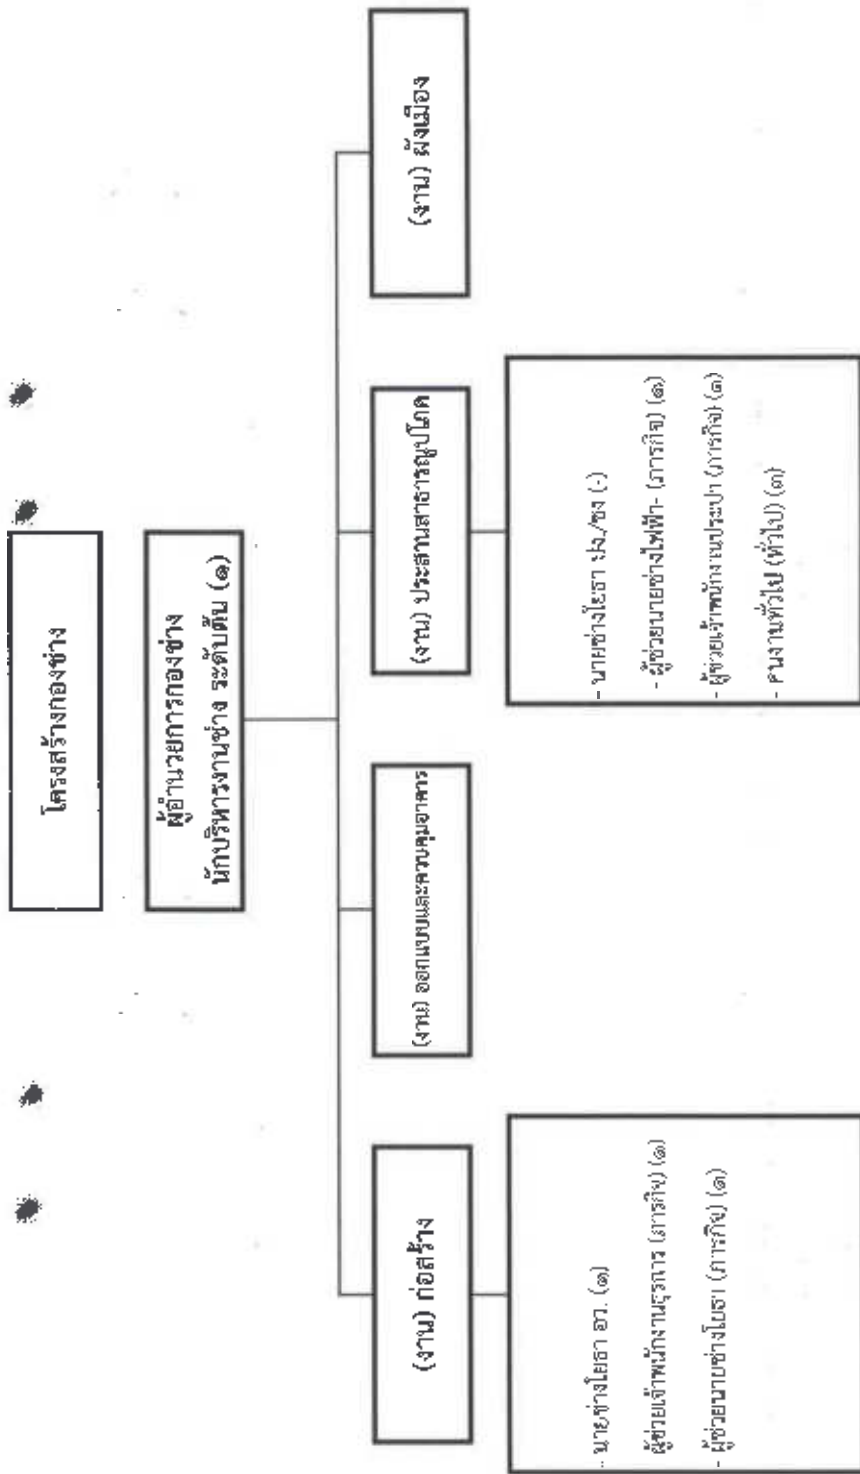 โครงสร้างกองช่าง
ผู้อำนวยการกองช่าง
นักบริหารงานช่าง ระดับต้น (๑)
(งาน) ก่อสร้าง
(งาน) ออกแบบและควบคุมอาคาร
(งาน) ประสานสาธารณูปโภค
(งาน) ผังเมือง
- นายช่างโยธา อว. (๑)
ผู้ช่วยเจ้าพนักงานธุรการ (ภารกิจ) (๑)
- ผู้ช่วยนายช่างโยธา (ภารกิจ) (๑)
- นายช่างโยธา ปง./ชง (-)
- ผู้ช่วยนายช่างไฟฟ้า- (ภารกิจ) (๑)
- ผู้ช่วยเจ้าพนักงานประปา (ภารกิจ) (๑)
- คนงานทั่วไป (ทั่วไป) (๓)